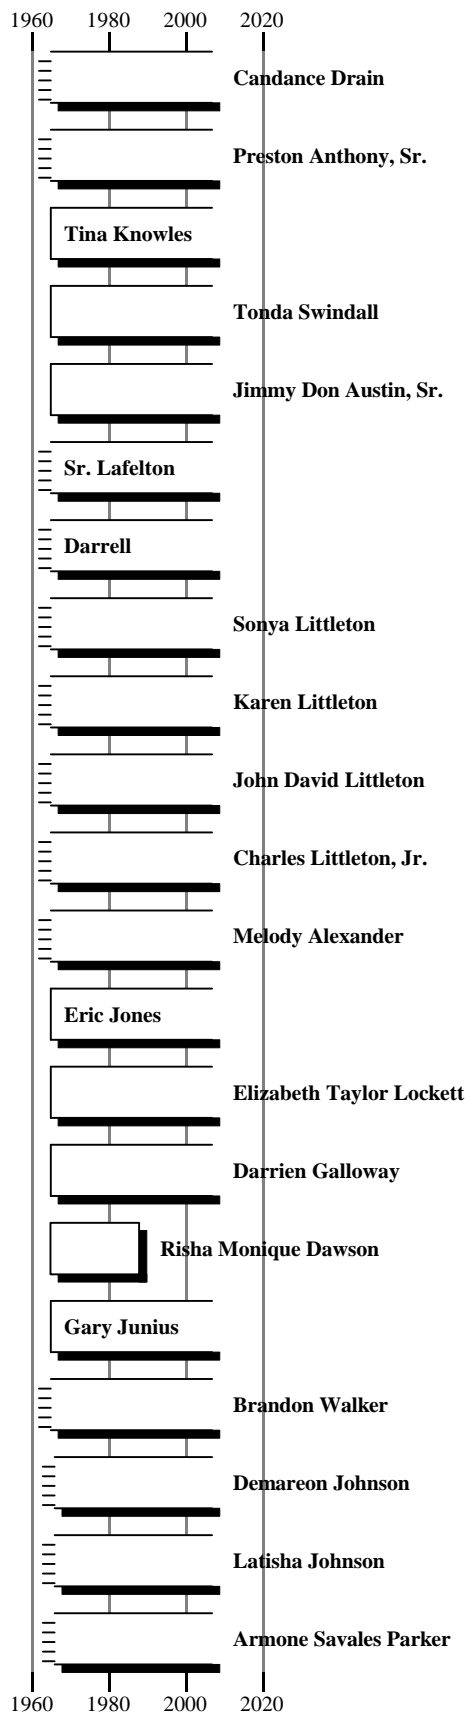 1960 1980 2000 2020
Candance Drain
Preston Anthony, Sr.
Tina Knowles
Tonda Swindall
Jimmy Don Austin, Sr.
Sr. Lafelton
Darrell
Sonya Littleton
Karen Littleton
John David Littleton
Charles Littleton, Jr.
Melody Alexander
Eric Jones
Elizabeth Taylor Lockett
Darrien Galloway
Risha Monique Dawson
Gary Junius
Brandon Walker
Demareon Johnson
Latisha Johnson
Armone Savales Parker
1960 1980 2000 2020